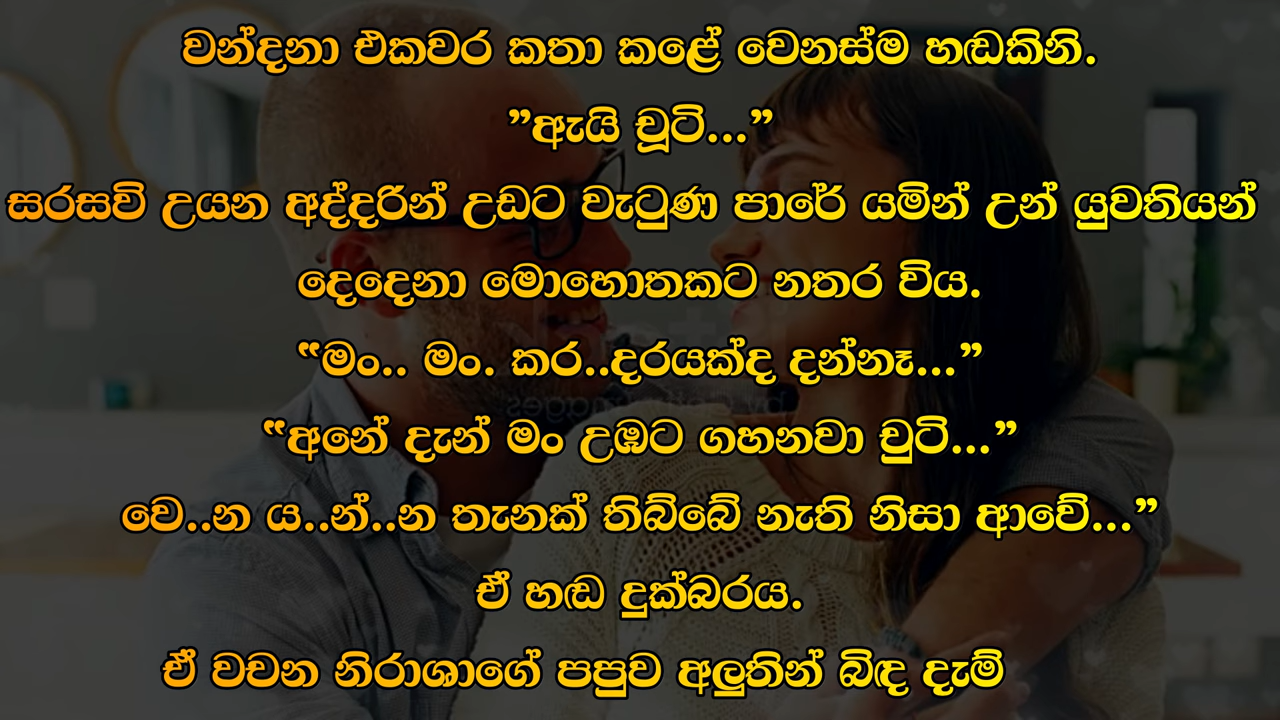 වන්දනා එකවර කතා කළේ වෙනස්ම හඬකිනි.
”ඇයි චූටි...”
සරසවි උයන අද්දරින් උඩට වැටුණ පාරේ යමින් උන් යුවතියන්
දෙදෙනා මොහොතකට නතර විය.
“මං.. මං. කර..දරයක්ද දන්නෑ...”
“අනේ දැන් මං උඹට ගහනවා චුටි...”
වෙ..න ය..න්..න තැනක් තිබ්බේ නැති නිසා ආවේ...”
ඒ හඬ දුක්බරය.
ඒ වචන නිරාශාගේ පපුව අලුතින් බිඳ දැම්